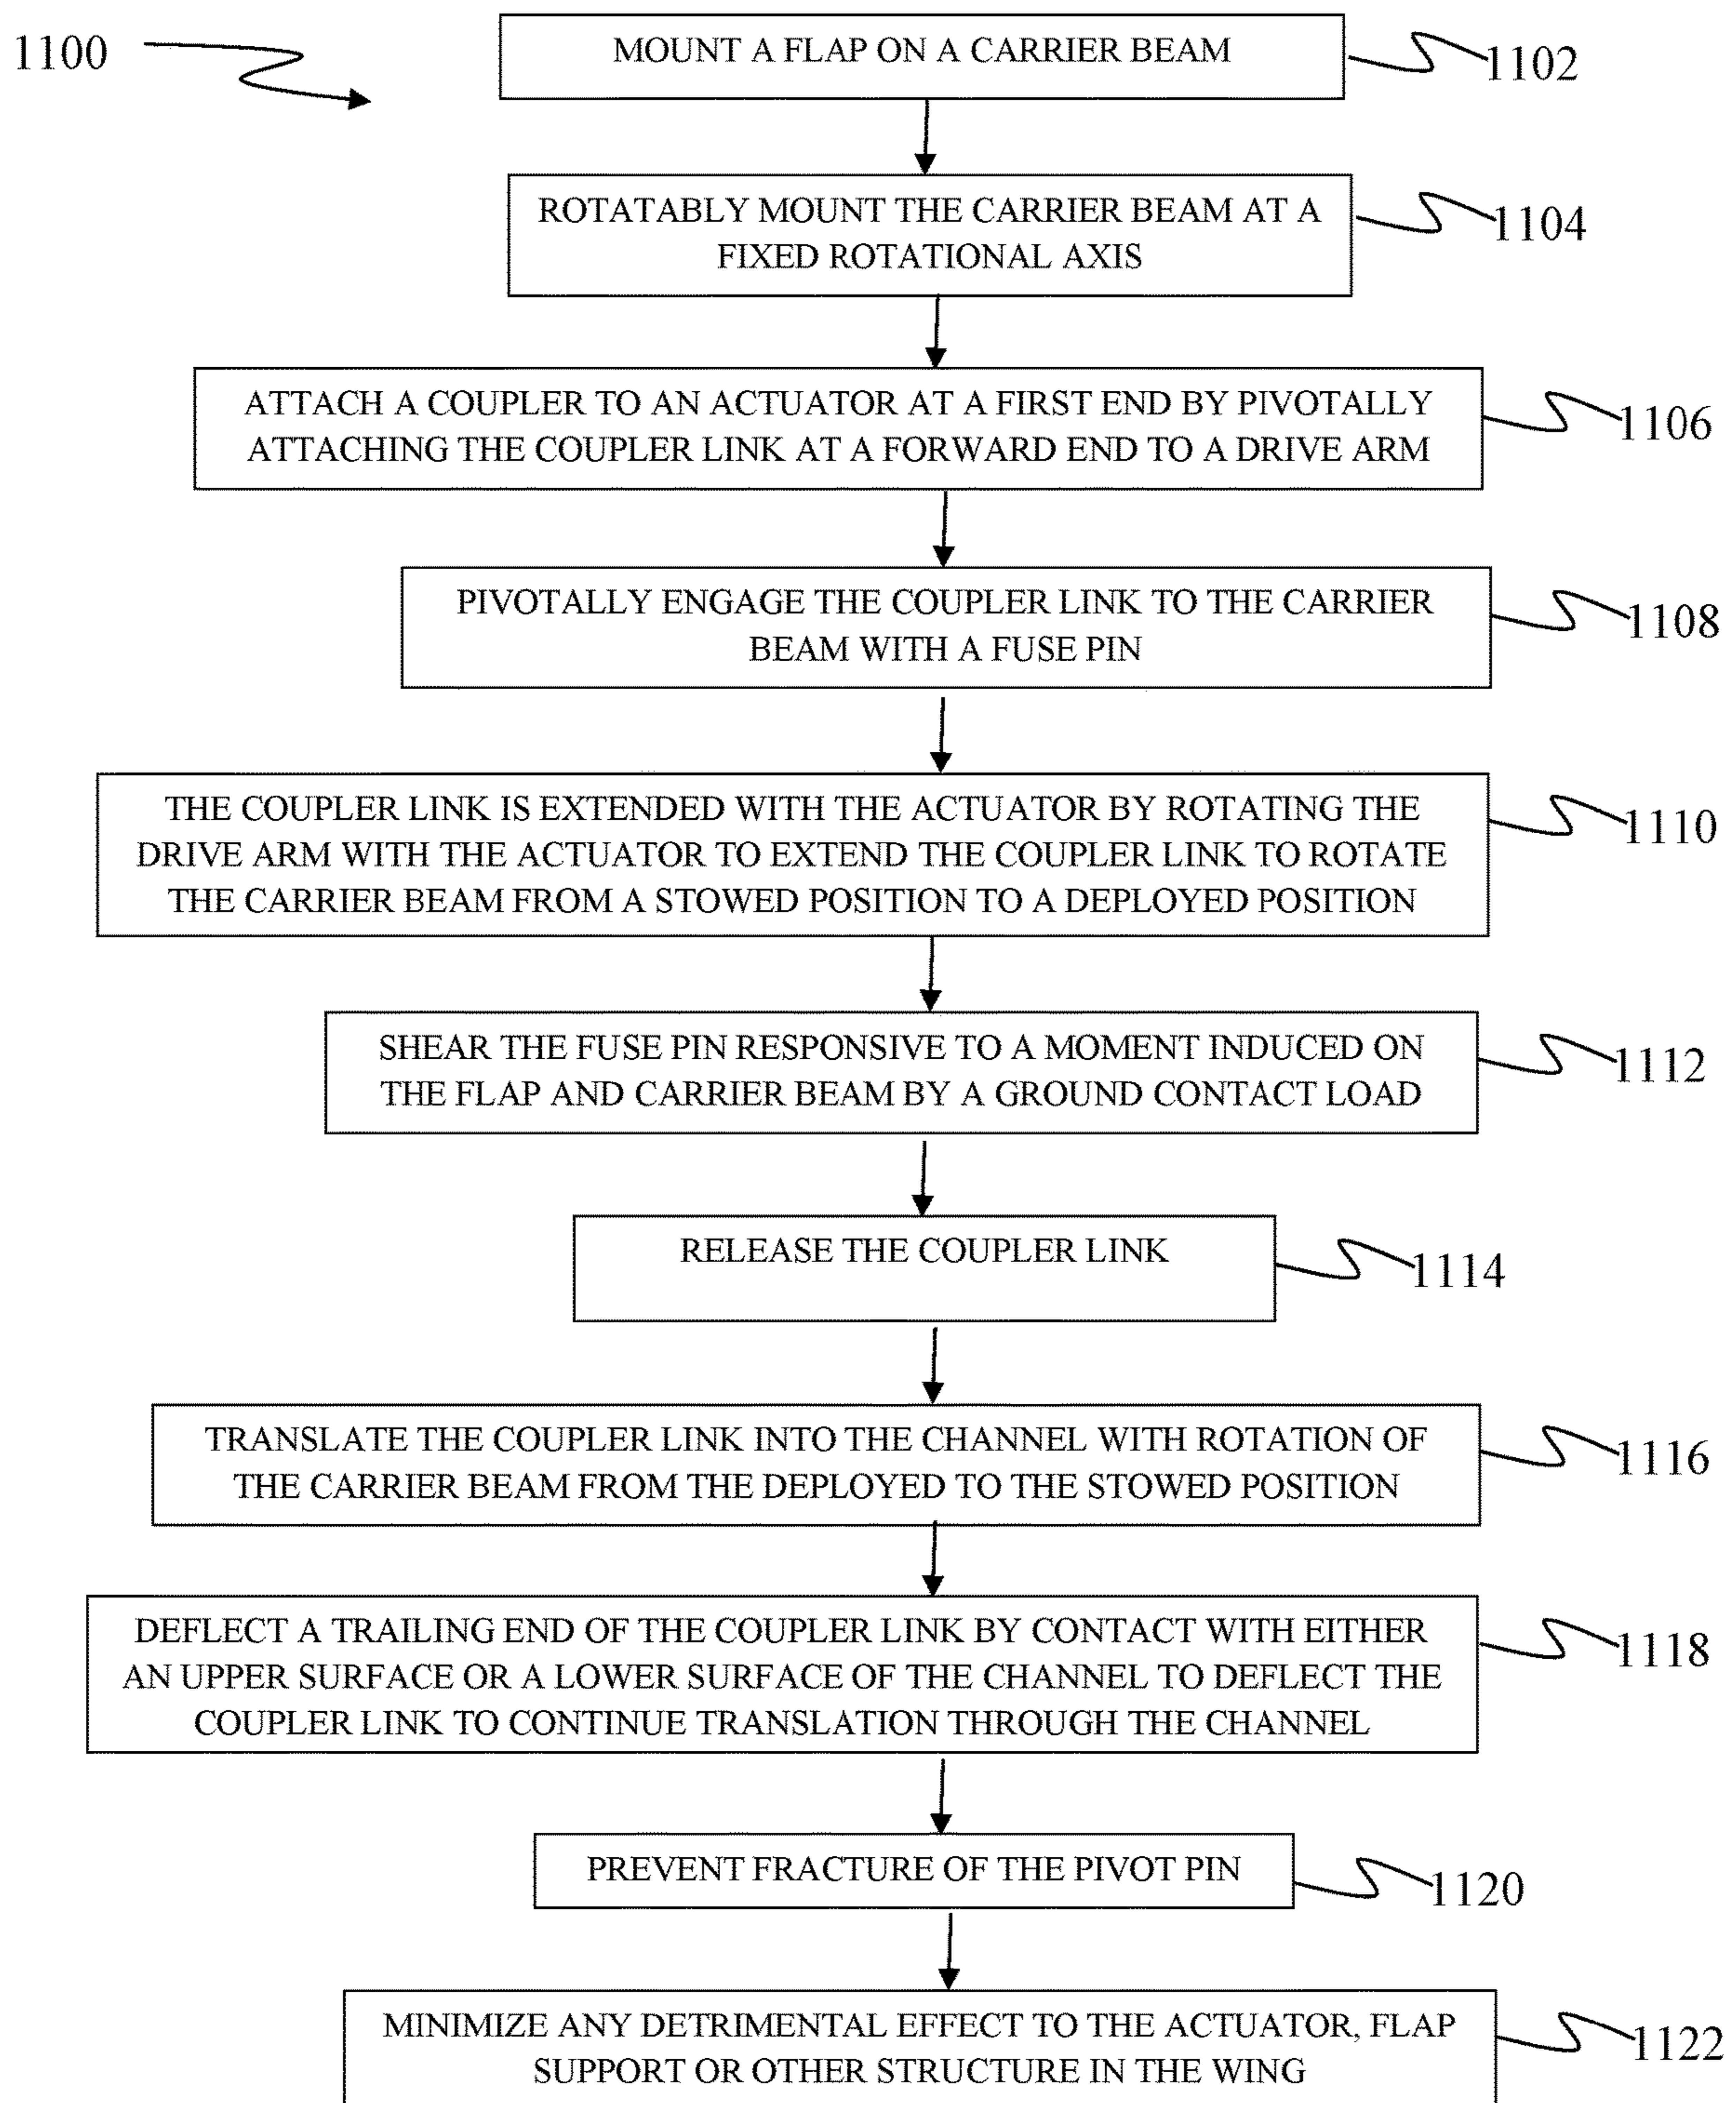 1100
MOUNT A FLAP ON A CARRIER BEAM
1102
ROTATABLY MOUNT THE CARRIER BEAM AT A
FIXED ROTATIONAL AXIS
1104
ATTACH A COUPLER TO AN ACTUATOR AT A FIRST END BY PIVOTALLY
ATTACHING THE COUPLER LINK AT A FORWARD END TO A DRIVE ARM
1106
PIVOTALLY ENGAGE THE COUPLER LINK TO THE CARRIER
BEAM WITH A FUSE PIN
1108
THE COUPLER LINK IS EXTENDED WITH THE ACTUATOR BY ROTATING THE
DRIVE ARM WITH THE ACTUATOR TO EXTEND THE COUPLER LINK TO ROTATE
THE CARRIER BEAM FROM A STOWED POSITION TO A DEPLOYED POSITION
1110
SHEAR THE FUSE PIN RESPONSIVE TO A MOMENT INDUCED ON
THE FLAP AND CARRIER BEAM BY A GROUND CONTACT LOAD
1112
RELEASE THE COUPLER LINK
1114
TRANSLATE THE COUPLER LINK INTO THE CHANNEL WITH ROTATION OF
THE CARRIER BEAM FROM THE DEPLOYED TO THE STOWED POSITION
1116
DEFLECT A TRAILING END OF THE COUPLER LINK BY CONTACT WITH EITHER
AN UPPER SURFACE OR A LOWER SURFACE OF THE CHANNEL TO DEFLECT THE
COUPLER LINK TO CONTINUE TRANSLATION THROUGH THE CHANNEL
1118
PREVENT FRACTURE OF THE PIVOT PIN
1120
MINIMIZE ANY DETRIMENTAL EFFECT TO THE ACTUATOR, FLAP
SUPPORT OR OTHER STRUCTURE IN THE WING
1122